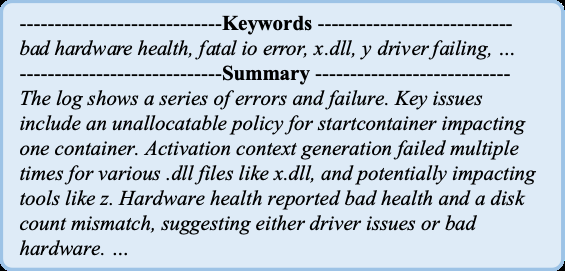 -----------------------------Keywords ----------------------------
bad hardware health, fatal io error, x.dll, y driver failing, …
-----------------------------Summary ----------------------------
The log shows a series of errors and failure. Key issues
include an unallocatable policy for startcontainer impacting
one container. Activation context generation failed multiple
times for various .dll files like x.dll, and potentially impacting
tools like z. Hardware health reported bad health and a disk
count mismatch, suggesting either driver issues or bad
hardware. …